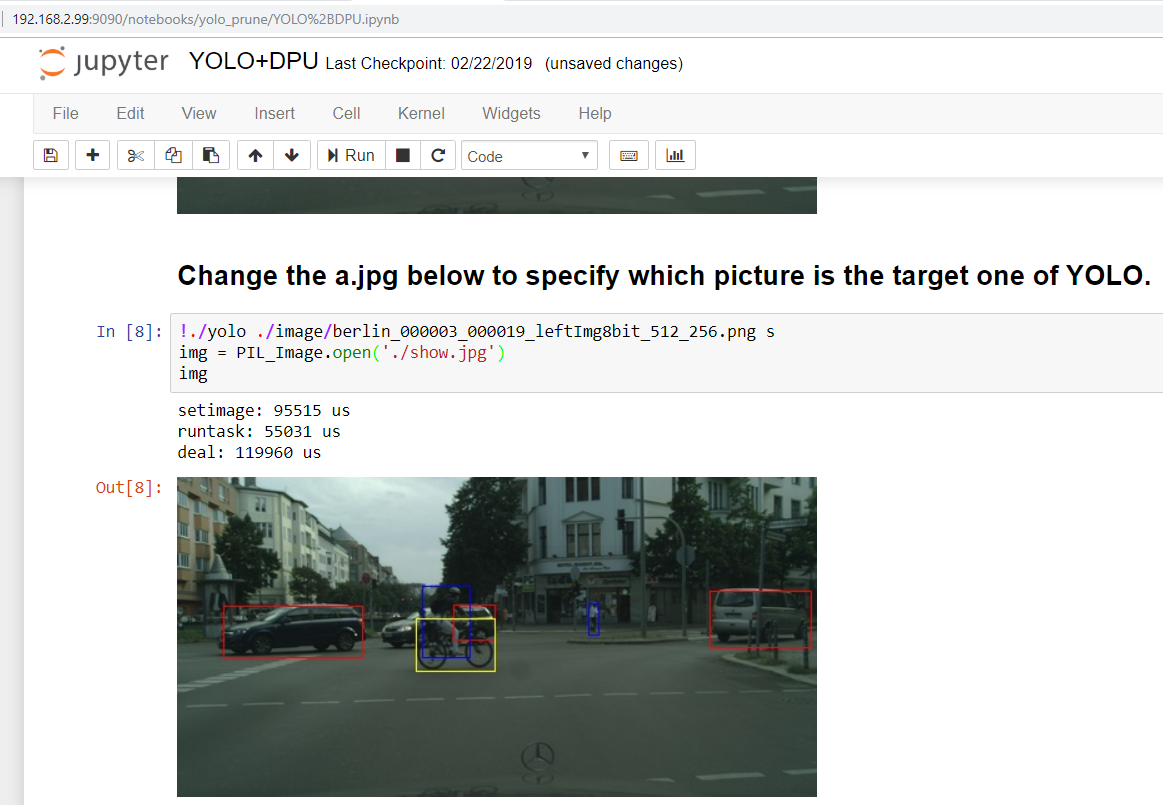 192.168.2.99:9090/notebooks/yolo_prune/YOLO%2BDPU.ipynb
jupyter YOLO+DPU Last Checkpoint: 02/22/2019 (unsaved changes)
File Edit View Insert Cell Kernel Widgets Help
Run Code
Change the a.jpg below to specify which picture is the target one of YOLO.
In [8]: !./yolo ./image/berlin_000003_000019_leftImg8bit_512_256.png s
img = PIL_Image.open('./show.jpg')
img
setimage: 95515 us
runtask: 55031 us
deal: 119960 us
Out[8]: